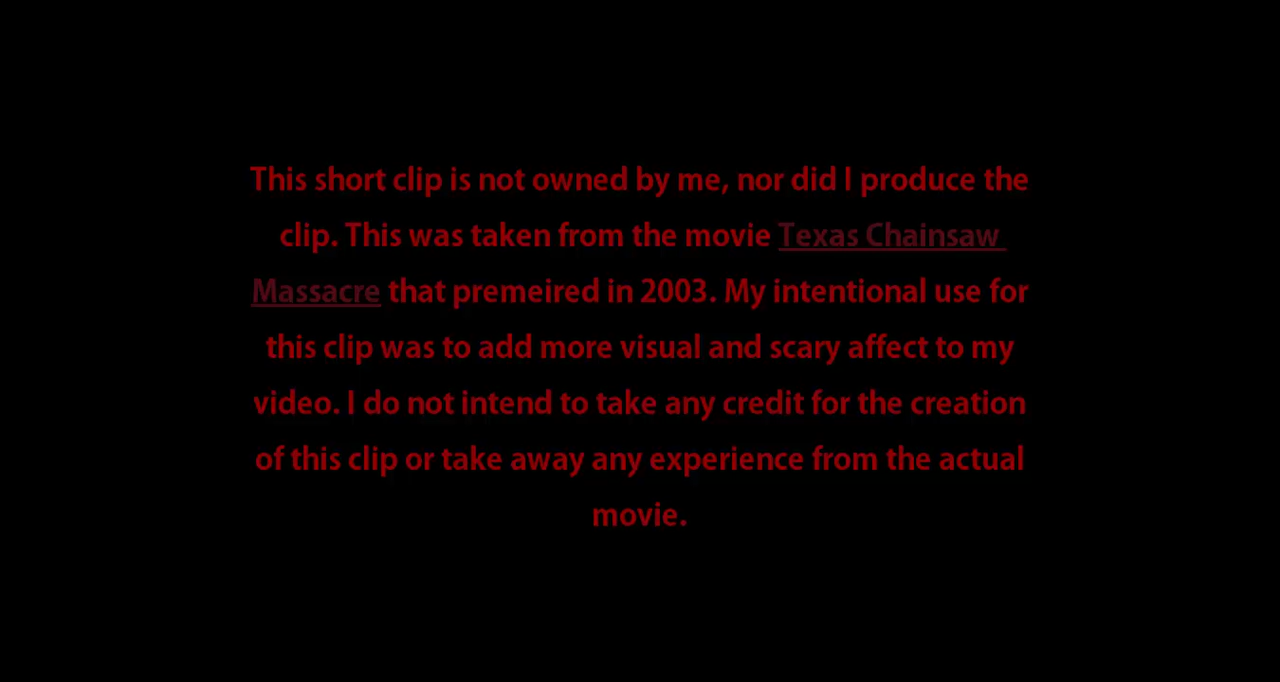 This short clip is not owned by me, nor did I produce the
clip. This was taken from the movie Texas Chainsaw
Massacre that premeired in 2003. My intentional use for
this clip was to add more visual and scary affect to my
video. I do not intend to take any credit for the creation
of this clip or take away any experience from the actual
movie.